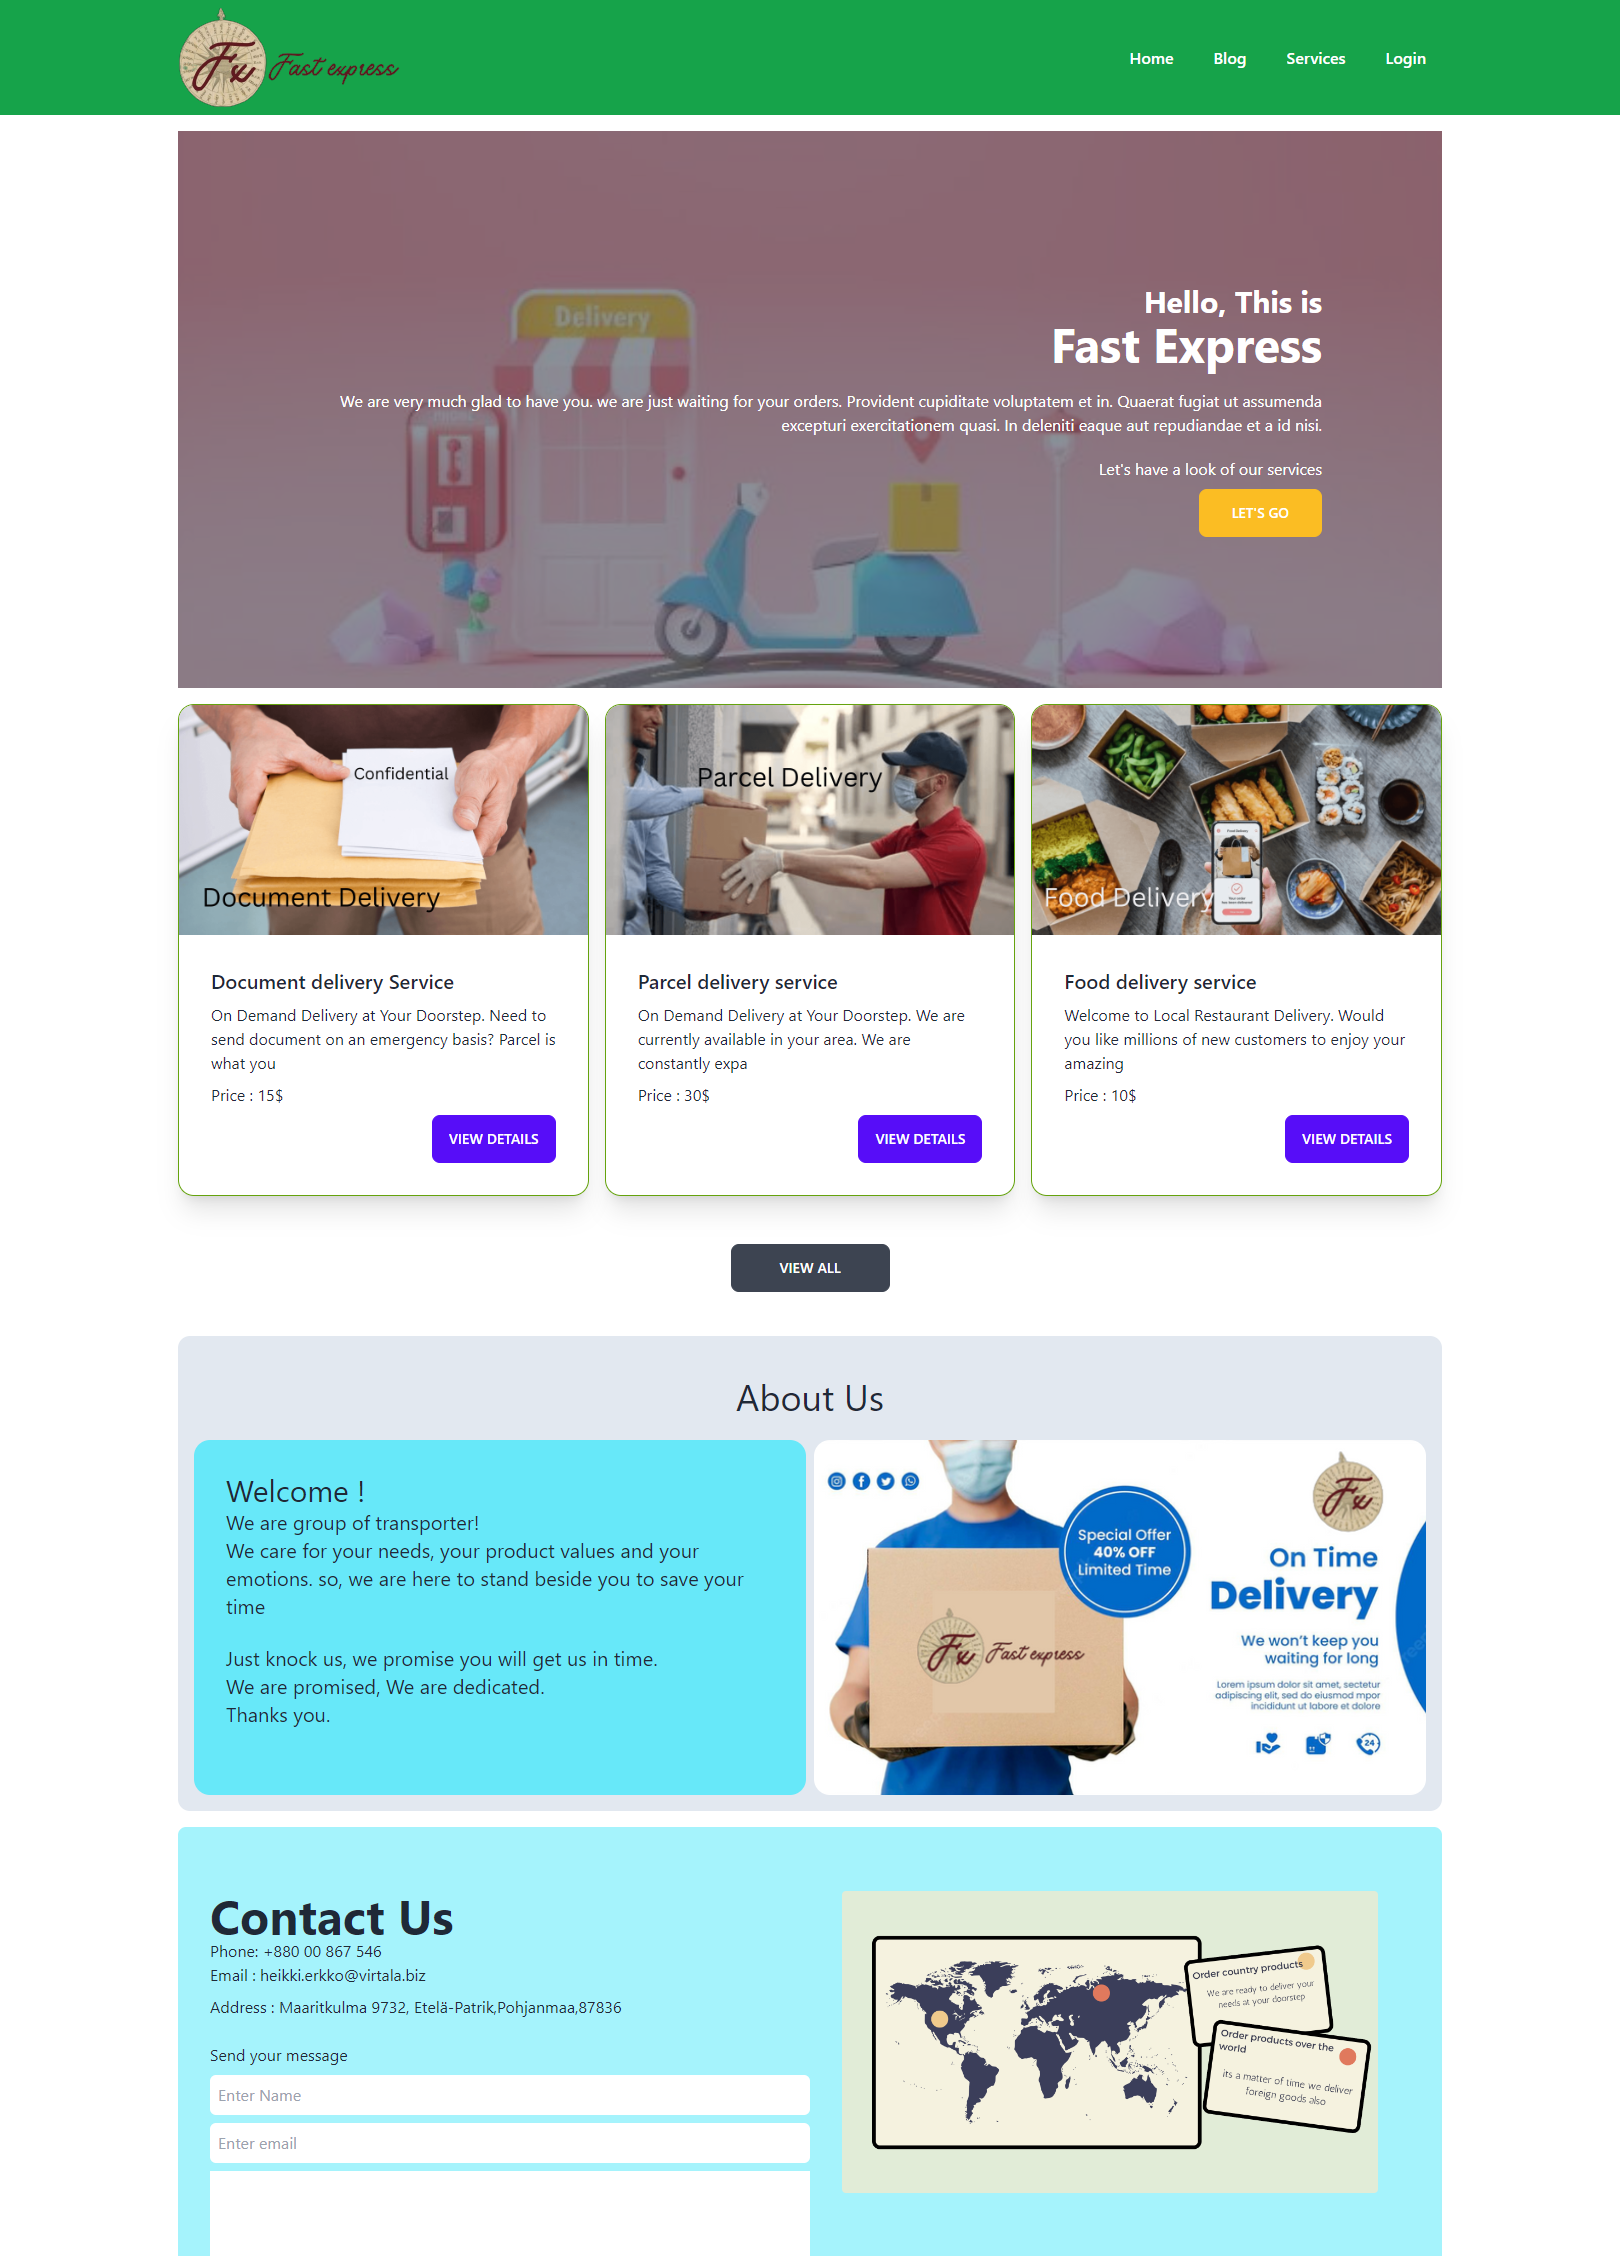 Fx Fast express
Home
Blog
Services
Login
Delivery
Hello, This is
Fast Express
We are very much glad to have you. we are just waiting for your orders. Provident cupiditate voluptatem et in. Quaerat fugiat ut assumenda
excepturi exercitationem quasi. In deleniti eaque aut repudiandae et a id nisi.
Let's have a look of our services
LET'S GO
Confidential
Document Delivery
Document delivery Service
On Demand Delivery at Your Doorstep. Need to
send document on an emergency basis? Parcel is
what you
Price : 15$
VIEW DETAILS
Parcel Delivery
Parcel delivery service
On Demand Delivery at Your Doorstep. We are
currently available in your area. We are
constantly expa
Price : 30$
VIEW DETAILS
Food Delivery
Food delivery service
Welcome to Local Restaurant Delivery. Would
you like millions of new customers to enjoy your
amazing
Price : 10$
VIEW DETAILS
VIEW ALL
About Us
Welcome !
We are group of transporter!
We care for your needs, your product values and your
emotions. so, we are here to stand beside you to save your
time
Just knock us, we promise you will get us in time.
We are promised, We are dedicated.
Thanks you.
Special Offer
40% OFF
Limited Time
Fx
On Time
Delivery
We won't keep you
waiting for long
Lorem ipsum dolor sit amet, sectetur
adipiscing elit, sed do eiusmod mpor
incididunt ut labore et dolore
24
Fx Fast express
Contact Us
Phone: +880 00 867 546
Email : heikki.erkko@virtala.biz
Address : Maaritkulma 9732, Etelä-Patrik,Pohjanmaa,87836
Send your message
Enter Name
Enter email
Order country products
We are ready to deliver your
needs at your doorstep
Order products over the
world
its a matter of time we deliver
foreign goods also